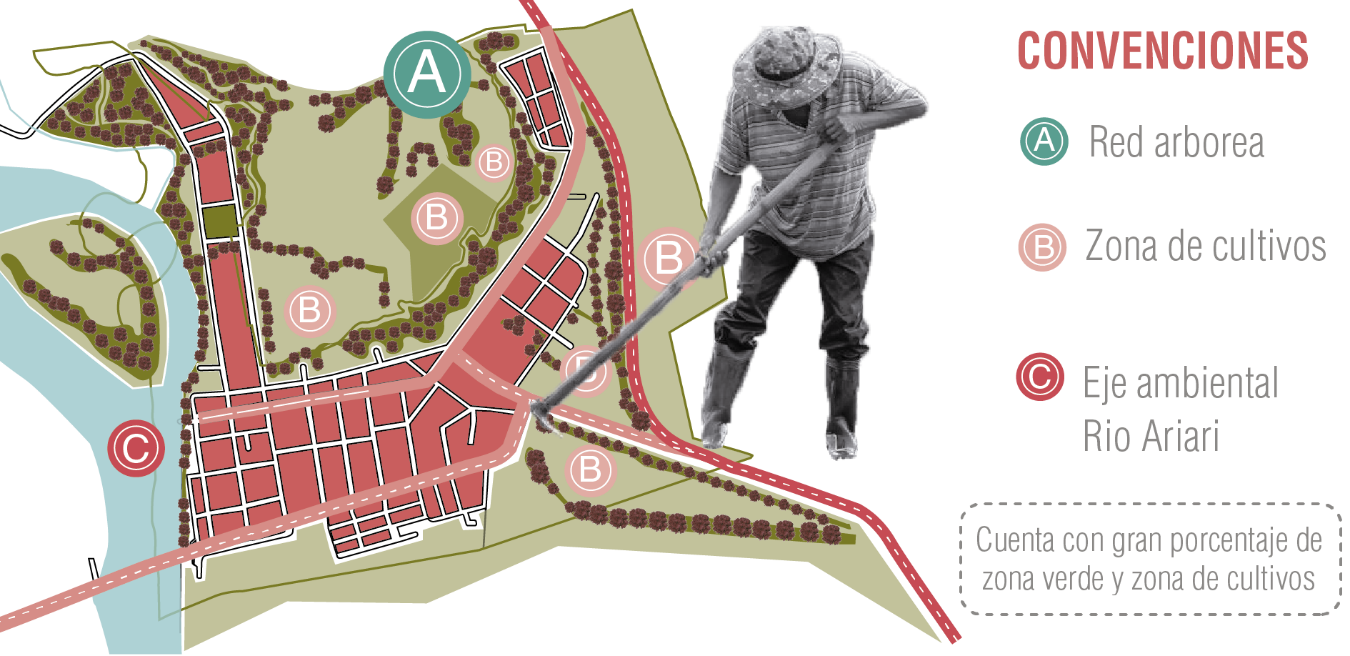 A
B
B
B
B
B
B
C
CONVENCIONES
A Red arborea
B Zona de cultivos
C Eje ambiental
Rio Ariari
Cuenta con gran porcentaje de
zona verde y zona de cultivos